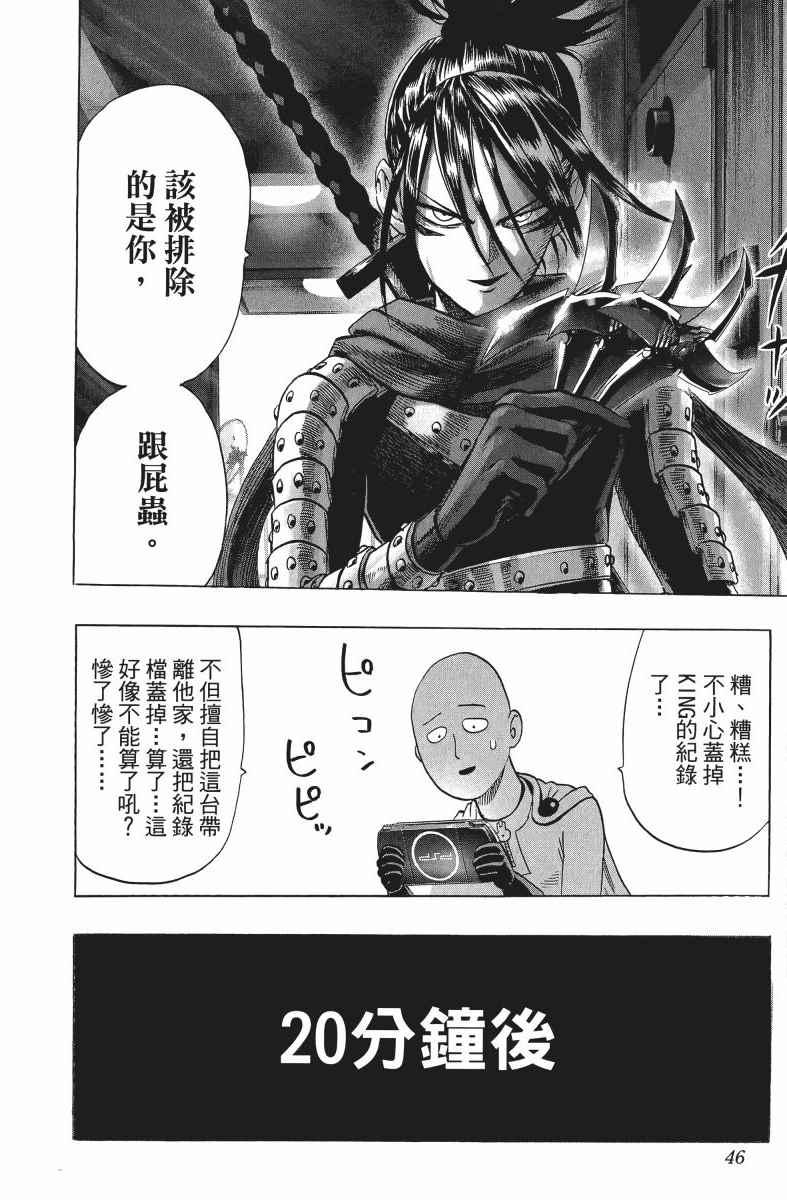 該被排除
的是你，
跟屁蟲。
糟、糟糕…！
不小心蓋掉
KING的紀錄
了…
ピコン
ピピッ
不但擅自把這台帶
離他家，還把紀錄
檔蓋掉…算了…這
好像不能算了吼？
慘了慘了……
20分鐘後
46